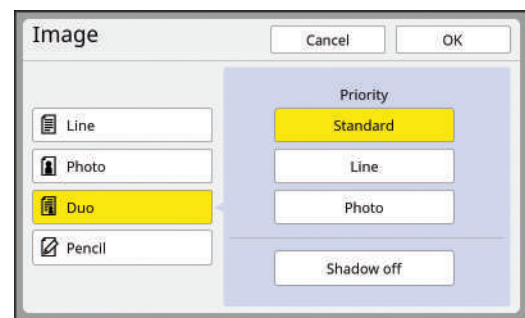 Image
Cancel
OK
Line
Photo
Duo
Pencil
Priority
Standard
Line
Photo
Shadow off